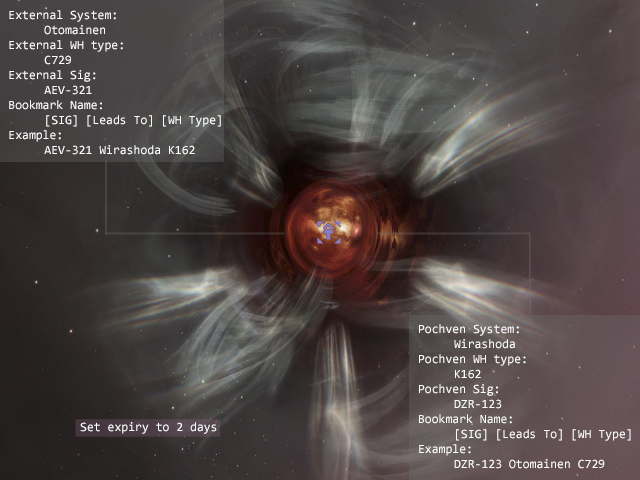 External System:
Otomainen
External WH type:
C729
External Sig:
AEV-321
Bookmark Name:
[SIG] [Leads To] [WH Type]
Example:
AEV-321 Wirashoda K162
Pochven System:
Wirashoda
Pochven WH type:
K162
Pochven Sig:
DZR-123
Bookmark Name:
[SIG] [Leads To] [WH Type]
Example:
DZR-123 Otomainen C729
Set expiry to 2 days